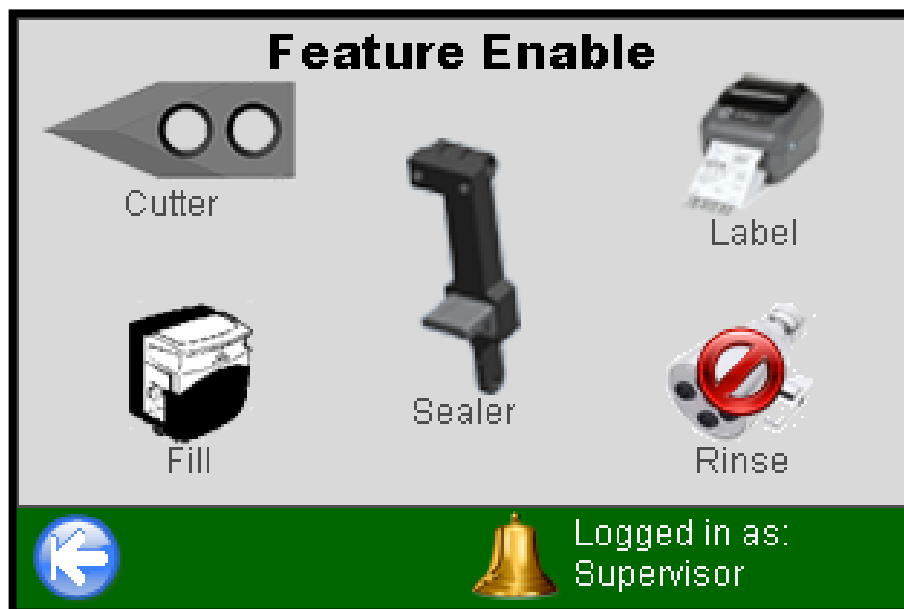 Feature Enable
Cutter
Label
Sealer
Fill
Rinse
Logged in as:
Supervisor